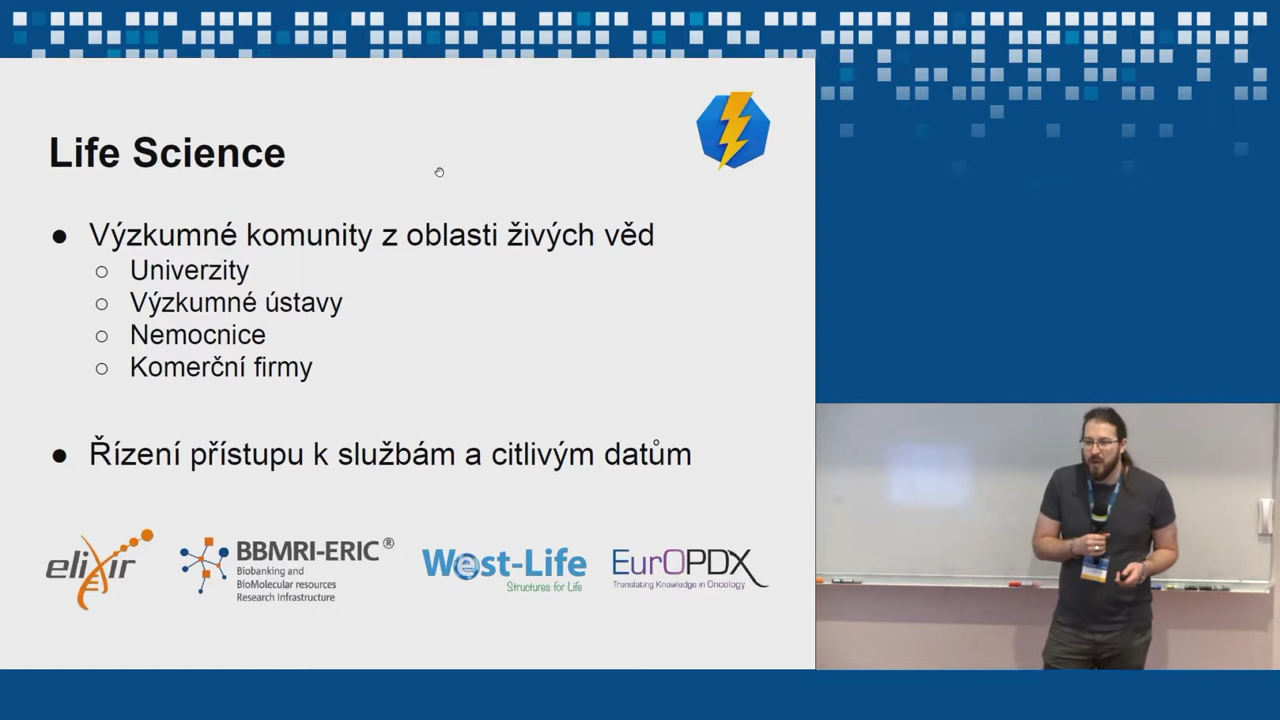 Life Science
● Výzkumné komunity z oblasti živých věd
○ Univerzity
○ Výzkumné ústavy
○ Nemocnice
○ Komerční firmy
● Řízení přístupu k službám a citlivým datům
elixir
BBMRI-ERIC®
Biobanking and
BioMolecular resources
Research Infrastructure
West-Life
Structures for Life
EurOPDX
Translating Knowledge in Oncology